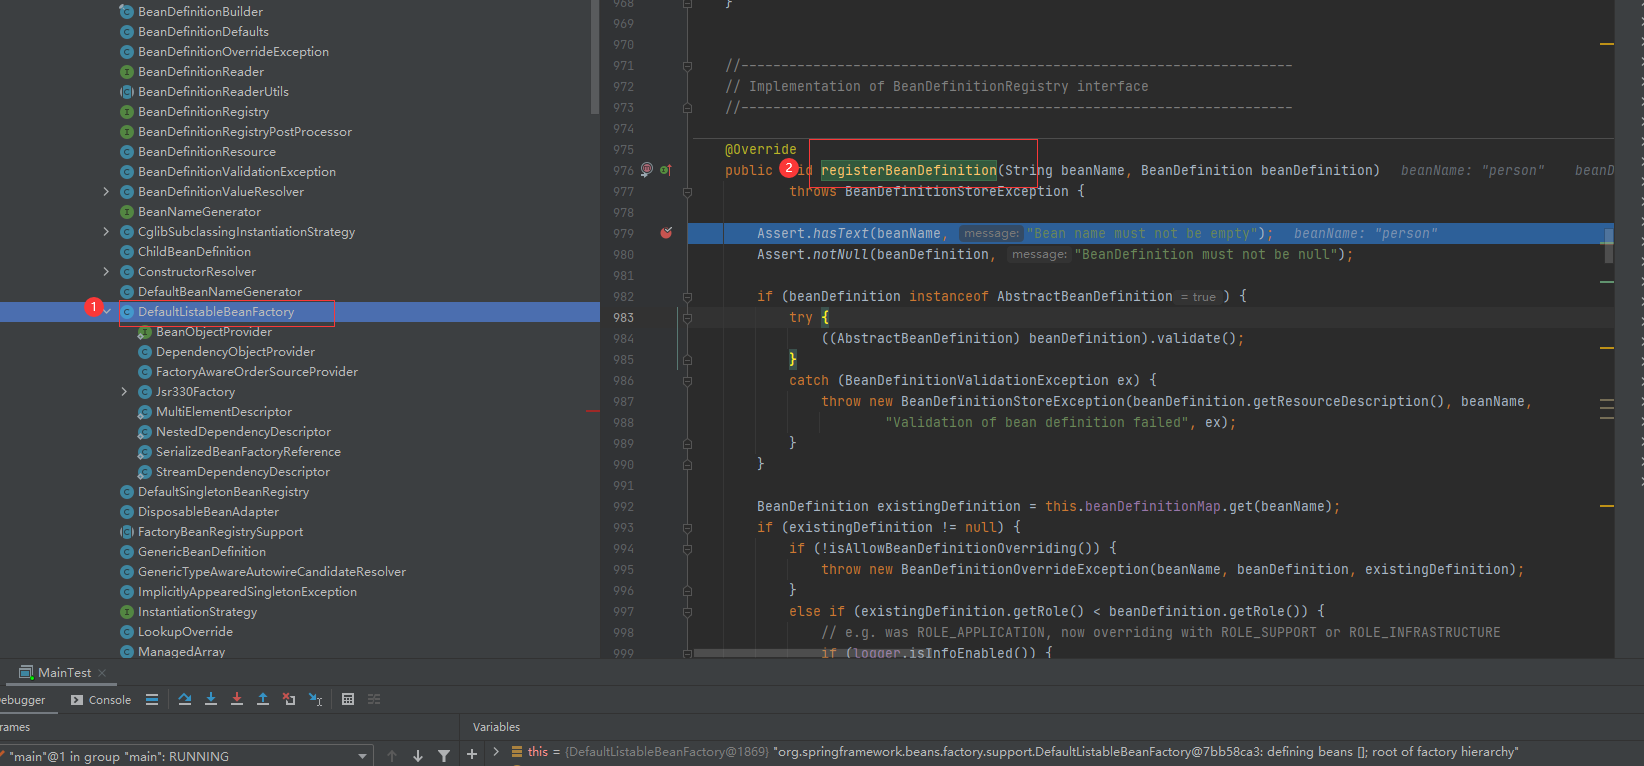 BeanDefinitionBuilder
BeanDefinitionDefaults
BeanDefinitionOverrideException
BeanDefinitionReader
BeanDefinitionReaderUtils
BeanDefinitionRegistry
BeanDefinitionRegistryPostProcessor
BeanDefinitionResource
BeanDefinitionValidationException
BeanDefinitionValueResolver
BeanNameGenerator
CglibSubclassingInstantiationStrategy
ChildBeanDefinition
ConstructorResolver
DefaultBeanNameGenerator
1 DefaultListableBeanFactory
BeanObjectProvider
DependencyObjectProvider
FactoryAwareOrderSourceProvider
Jsr330Factory
MultiElementDescriptor
NestedDependencyDescriptor
SerializedBeanFactoryReference
StreamDependencyDescriptor
DefaultSingletonBeanRegistry
DisposableBeanAdapter
FactoryBeanRegistrySupport
GenericBeanDefinition
GenericTypeAwareAutowireCandidateResolver
ImplicitlyAppearedSingletonException
InstantiationStrategy
LookupOverride
ManagedArray
968 }
969
970
971 //---------------------------------------------------------------------
972 // Implementation of BeanDefinitionRegistry interface
973 //---------------------------------------------------------------------
974
975 @Override
976 public id 2 registerBeanDefinition(String beanName, BeanDefinition beanDefinition) beanName: "person" beanD
977 throws BeanDefinitionStoreException {
978
979 Assert.hasText(beanName, message: "Bean name must not be empty"); beanName: "person"
980 Assert.notNull(beanDefinition, message: "BeanDefinition must not be null");
981
982 if (beanDefinition instanceof AbstractBeanDefinition = true ) {
983 try {
984 ((AbstractBeanDefinition) beanDefinition).validate();
985 }
986 catch (BeanDefinitionValidationException ex) {
987 throw new BeanDefinitionStoreException(beanDefinition.getResourceDescription(), beanName,
988 "Validation of bean definition failed", ex);
989 }
990 }
991
992 BeanDefinition existingDefinition = this.beanDefinitionMap.get(beanName);
993 if (existingDefinition != null) {
994 if (!isAllowBeanDefinitionOverriding()) {
995 throw new BeanDefinitionOverrideException(beanName, beanDefinition, existingDefinition);
996 }
997 else if (existingDefinition.getRole() < beanDefinition.getRole()) {
998 // e.g. was ROLE_APPLICATION, now overriding with ROLE_SUPPORT or ROLE_INFRASTRUCTURE
999 if (logger.isInfoEnabled()) {
MainTest
ebugger Console
rames Variables
"main"@1 in group "main": RUNNING
this = {DefaultListableBeanFactory@1869} "org.springframework.beans.factory.support.DefaultListableBeanFactory@7bb58ca3: defining beans []; root of factory hierarchy"